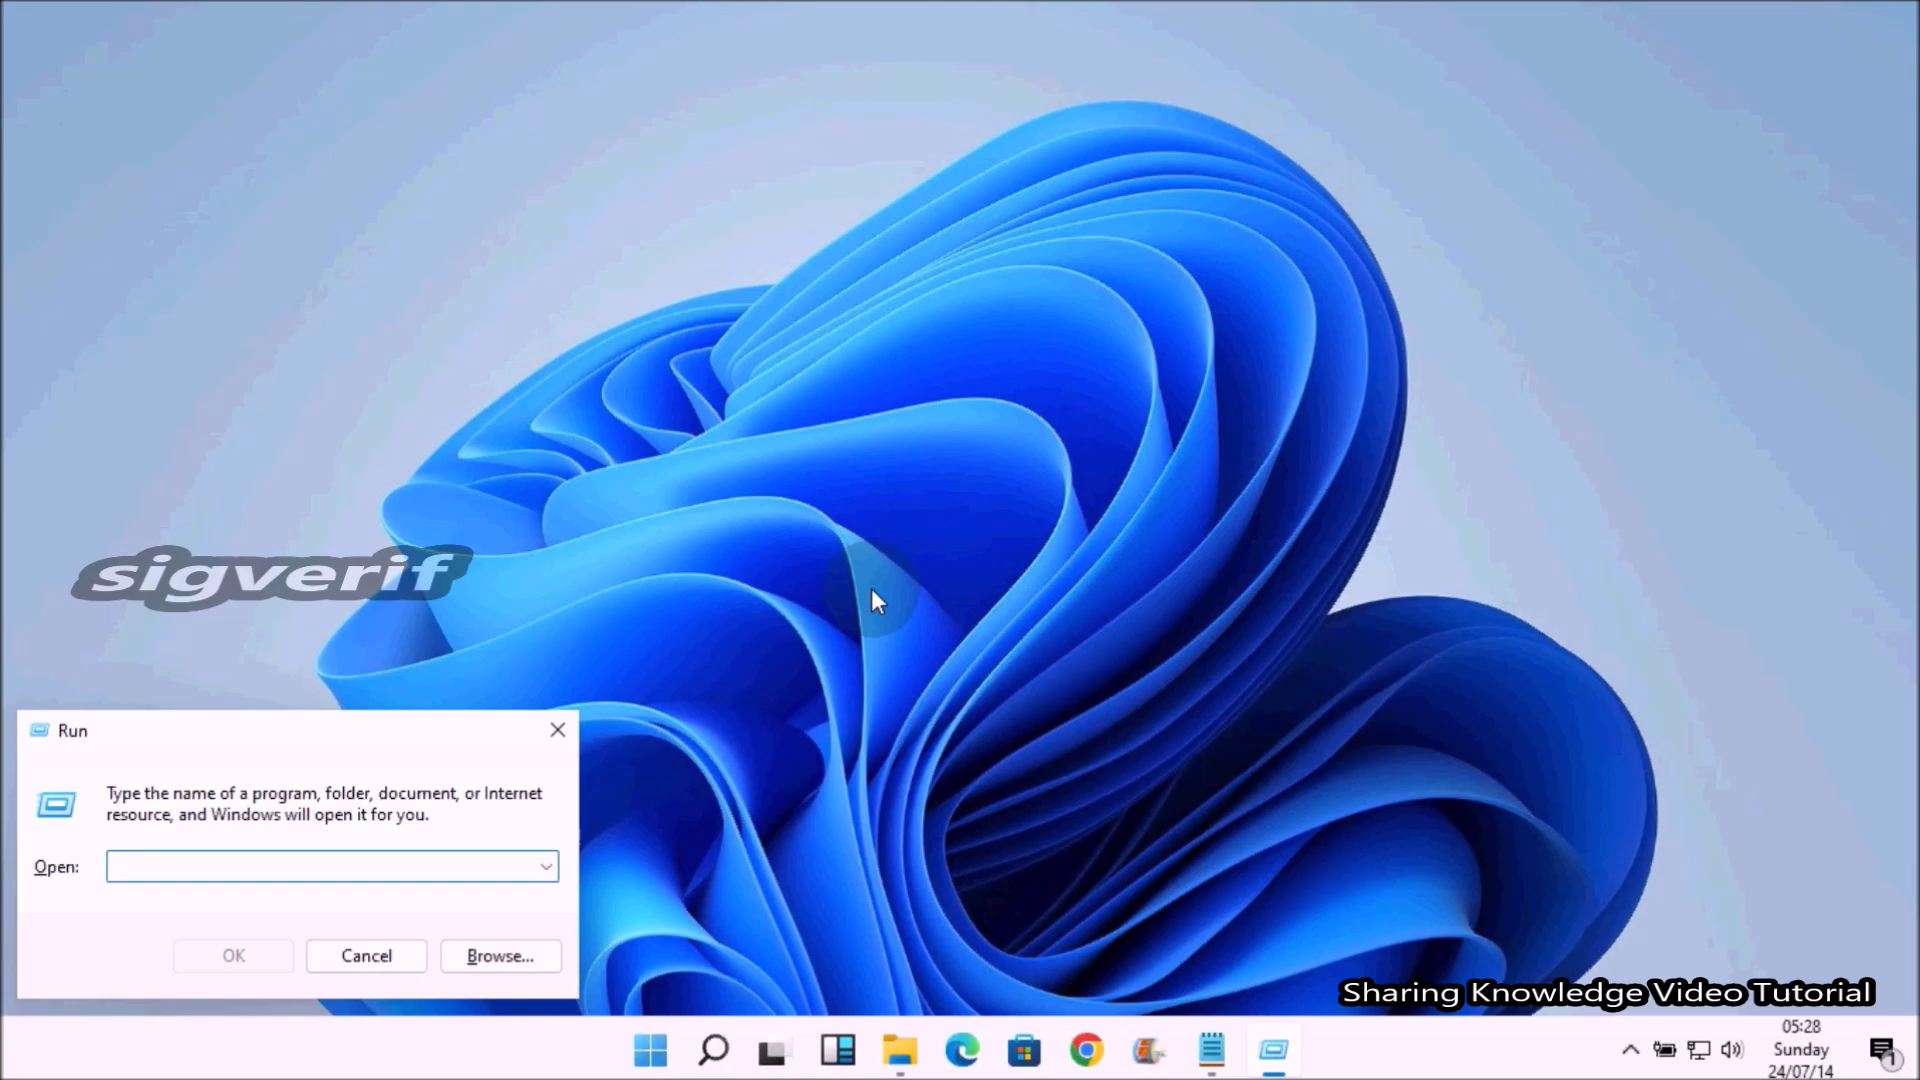 sigverif
Run
Type the name of a program, folder, document, or Internet
resource, and Windows will open it for you.
Open:
OK
Cancel
Browse...
Sharing Knowledge Video Tutorial
05:28
Sunday
24/07/14
1